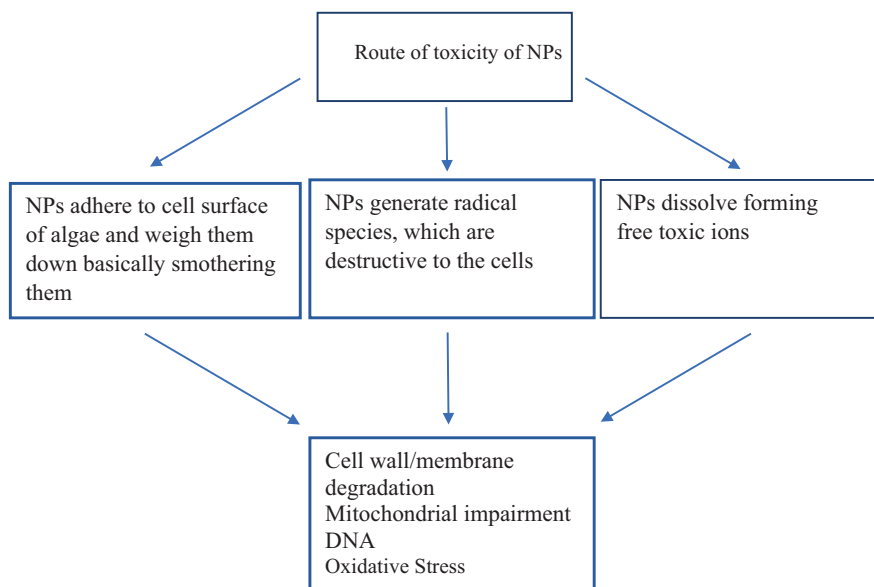 Route of toxicity of NPs
NPs adhere to cell surface
of algae and weigh them
down basically smothering
them
NPs generate radical
species, which are
destructive to the cells
NPs dissolve forming
free toxic ions
Cell wall/membrane
degradation
Mitochondrial impairment
DNA
Oxidative Stress